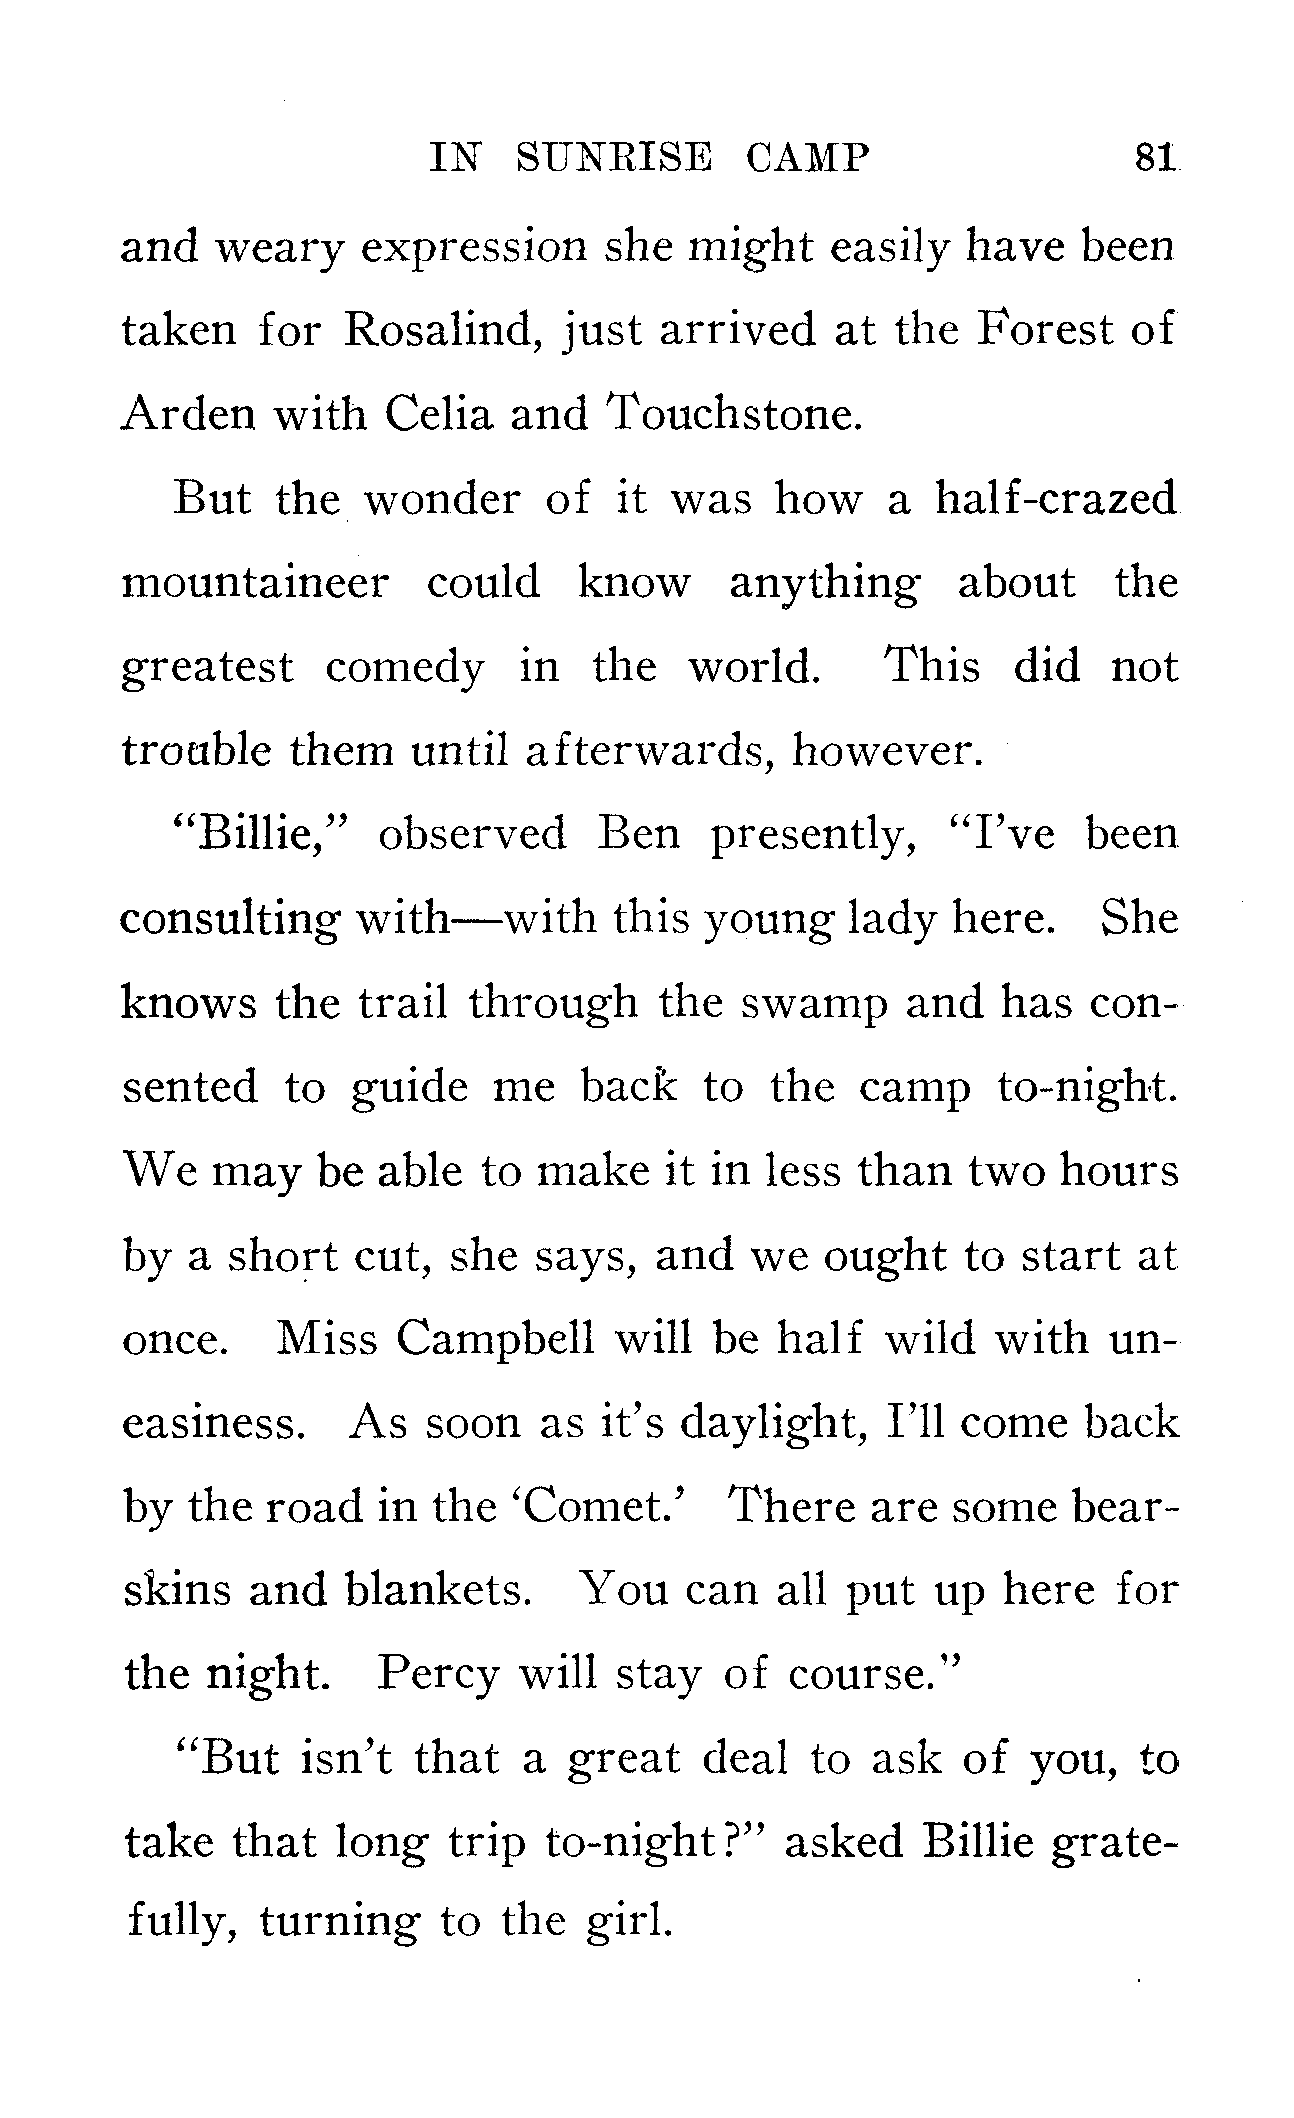 IN SUNRISE CAMP 81
and weary expression she might easily have been
taken for Rosalind, just arrived at the Forest of
Arden with Celia and Touchstone.
But the wonder of it was how a half-crazed
mountaineer could know anything about the
greatest comedy in the world. This did not
trouble them until afterwards, however.
“Billie,” observed Ben presently, “I’ve been
consulting with—with this young lady here. She
knows the trail through the swamp and has con-
sented to guide me back to the camp to-night.
We may be able to make it in less than two hours
by a short cut, she says, and we ought to start at
once. Miss Campbell will be half wild with un-
easiness. As soon as it’s daylight, I’ll come back
by the road in the ‘Comet.’ There are some bear-
skins and blankets. You can all put up here for
the night. Percy will stay of course.”
“But isn’t that a great deal to ask of you, to
take that long trip to-night?” asked Billie grate-
fully, turning to the girl.